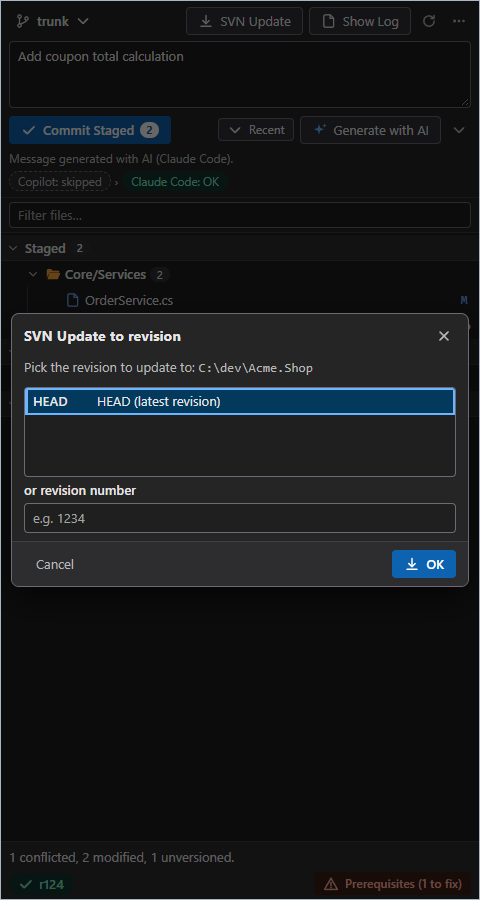 trunk
SVN Update
Show Log
Add coupon total calculation
Commit Staged 2
Recent
Generate with AI
Message generated with AI (Claude Code).
Copilot: skipped › Claude Code: OK
Filter files...
Staged 2
Core/Services 2
OrderService.cs M
SVN Update to revision
Pick the revision to update to: C:\dev\Acme.Shop
HEAD HEAD (latest revision)
or revision number
e.g. 1234
Cancel
OK
1 conflicted, 2 modified, 1 unversioned.
r124
Prerequisites (1 to fix)